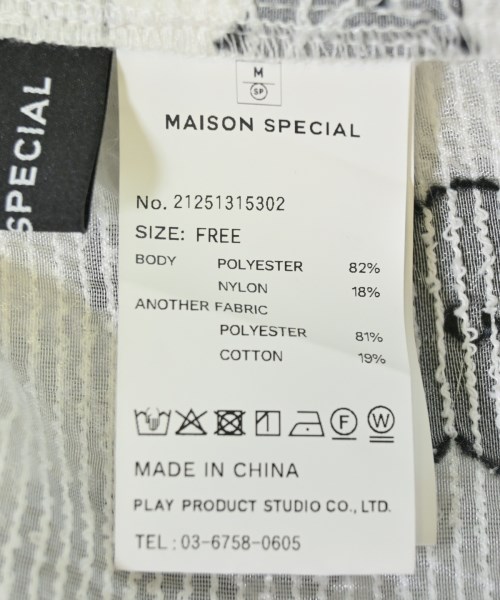 SPECIAL
M
SP
MAISON SPECIAL
No. 21251315302
SIZE: FREE
BODY POLYESTER 82%
NYLON 18%
ANOTHER FABRIC
POLYESTER 81%
COTTON 19%
F W
MADE IN CHINA
PLAY PRODUCT STUDIO CO., LTD.
TEL : 03-6758-0605